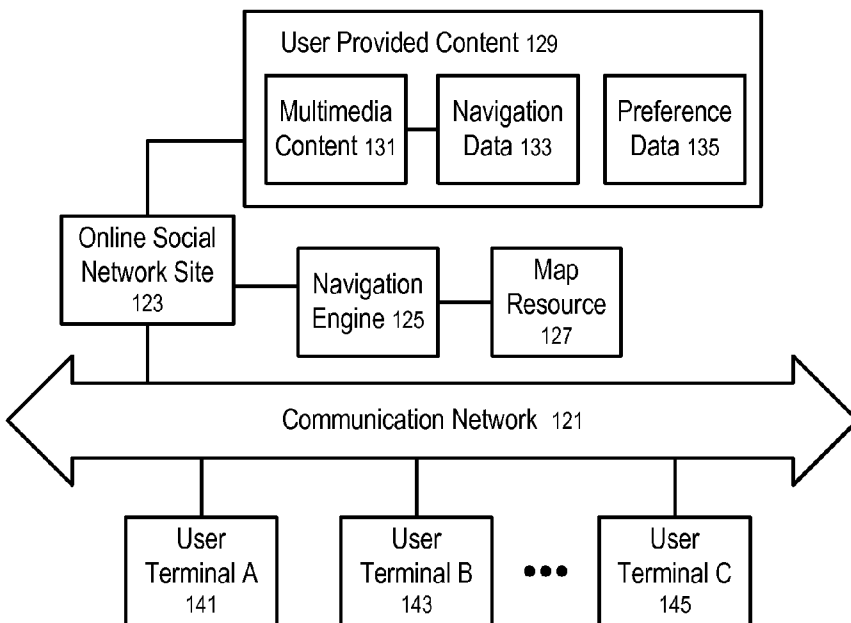 User Provided Content 129
Multimedia
Content 131
Navigation
Data 133
Preference
Data 135
Online Social
Network Site
123
Navigation
Engine 125
Map
Resource
127
Communication Network 121
User
Terminal A
141
User
Terminal B
143
User
Terminal C
145